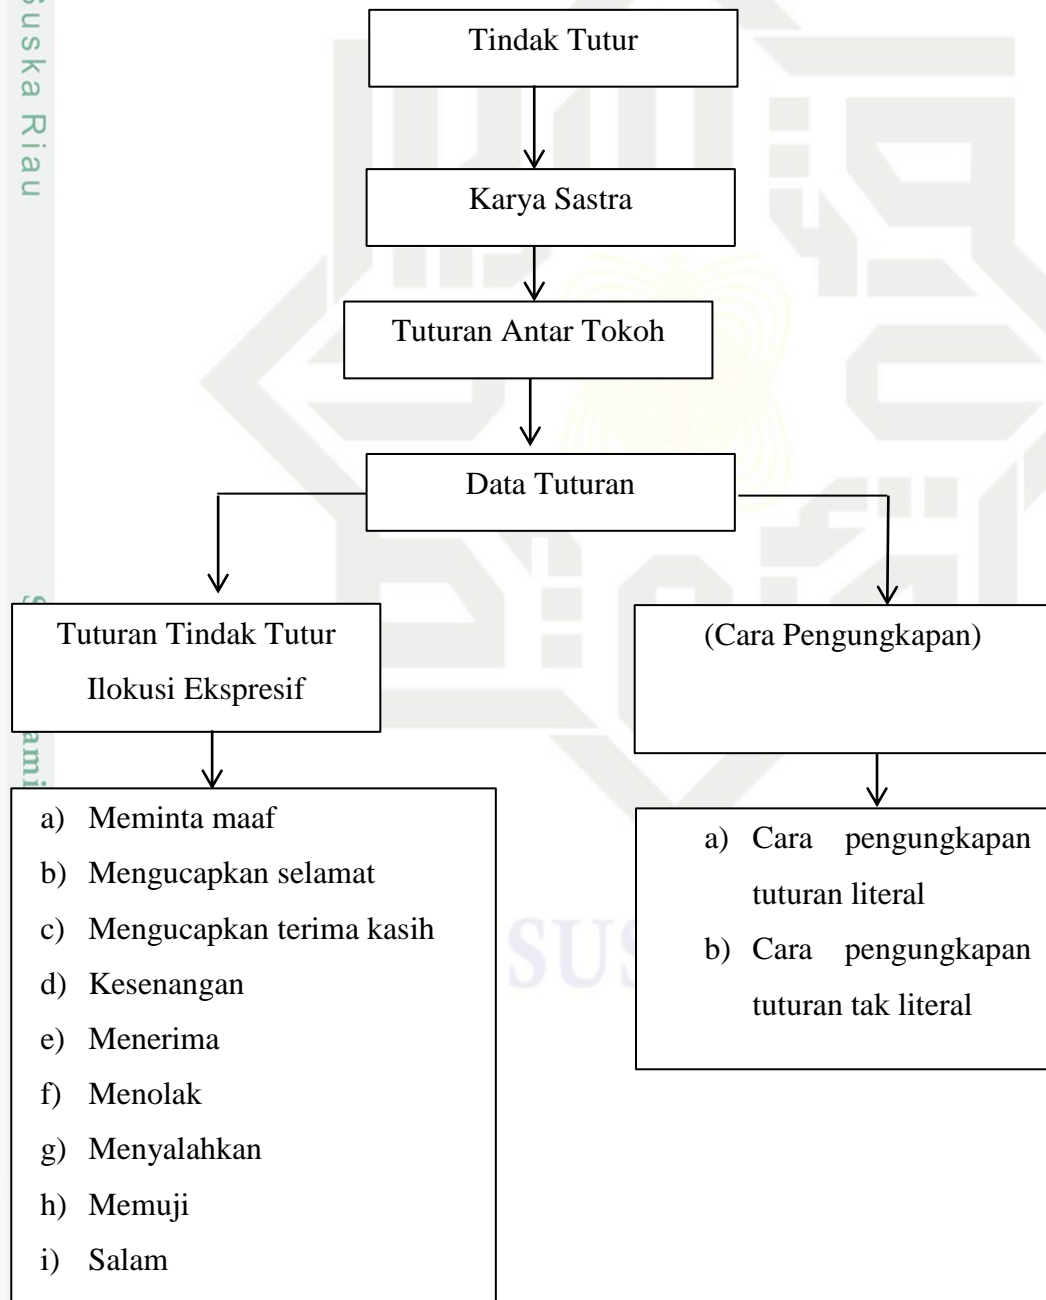 Suska Riau
Tindak Tutur
Karya Sastra
Tuturan Antar Tokoh
Data Tuturan
Tuturan Tindak Tutur
Ilokusi Ekspresif
(Cara Pengungkapan)
a) Meminta maaf
b) Mengucapkan selamat
c) Mengucapkan terima kasih
d) Kesenangan
e) Menerima
f) Menolak
g) Menyalahkan
h) Memuji
i) Salam
a) Cara pengungkapan
tuturan literal
b) Cara pengungkapan
tuturan tak literal